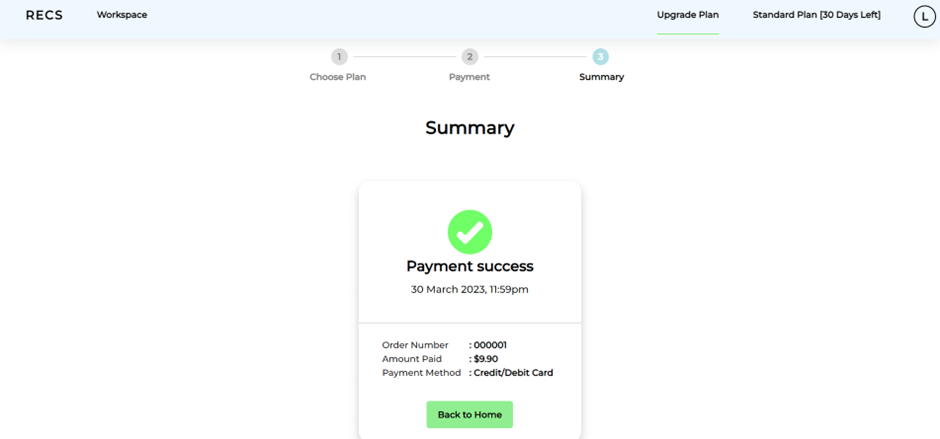 RECS Workspace Upgrade Plan Standard Plan [30 Days Left] L
1 2 3
Choose Plan Payment Summary
Summary
Payment success
30 March 2023, 11:59pm
Order Number : 000001
Amount Paid : $9.90
Payment Method : Credit/Debit Card
Back to Home